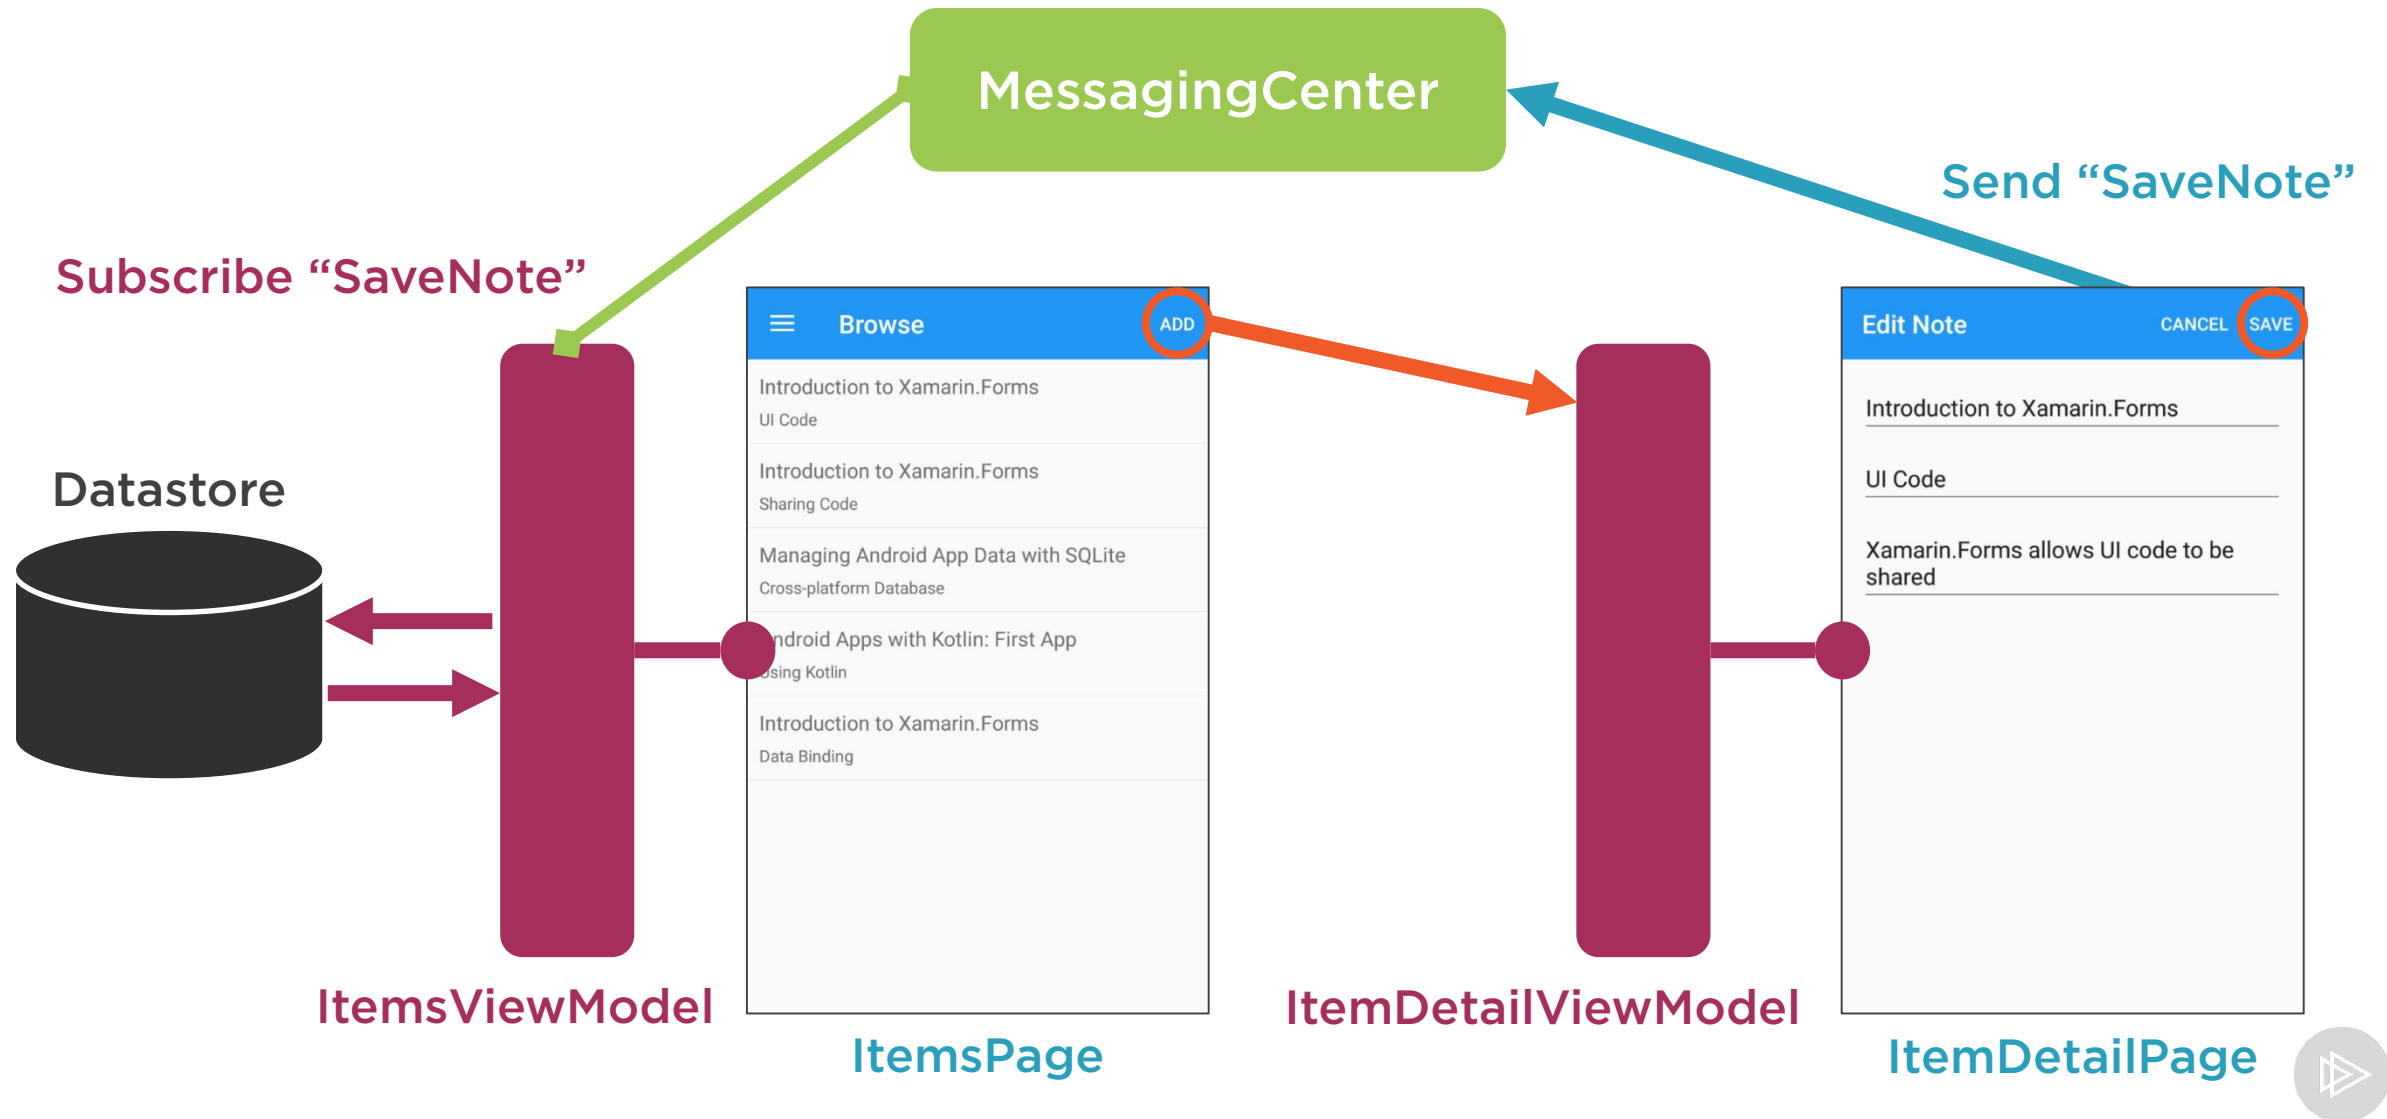 MessagingCenter
Send “SaveNote”
Subscribe “SaveNote”
Browse
ADD
Introduction to Xamarin.Forms
UI Code
Introduction to Xamarin.Forms
Sharing Code
Managing Android App Data with SQLite
Cross-platform Database
Apps with Kotlin: First App
Kotlin
Introduction to Xamarin.Forms
Data Binding
Edit Note
CANCEL
SAVE
Introduction to Xamarin.Forms
UI Code
Xamarin.Forms allows UI code to be
shared
Datastore
ItemsViewModel
ItemsPage
ItemDetailViewModel
ItemDetailPage